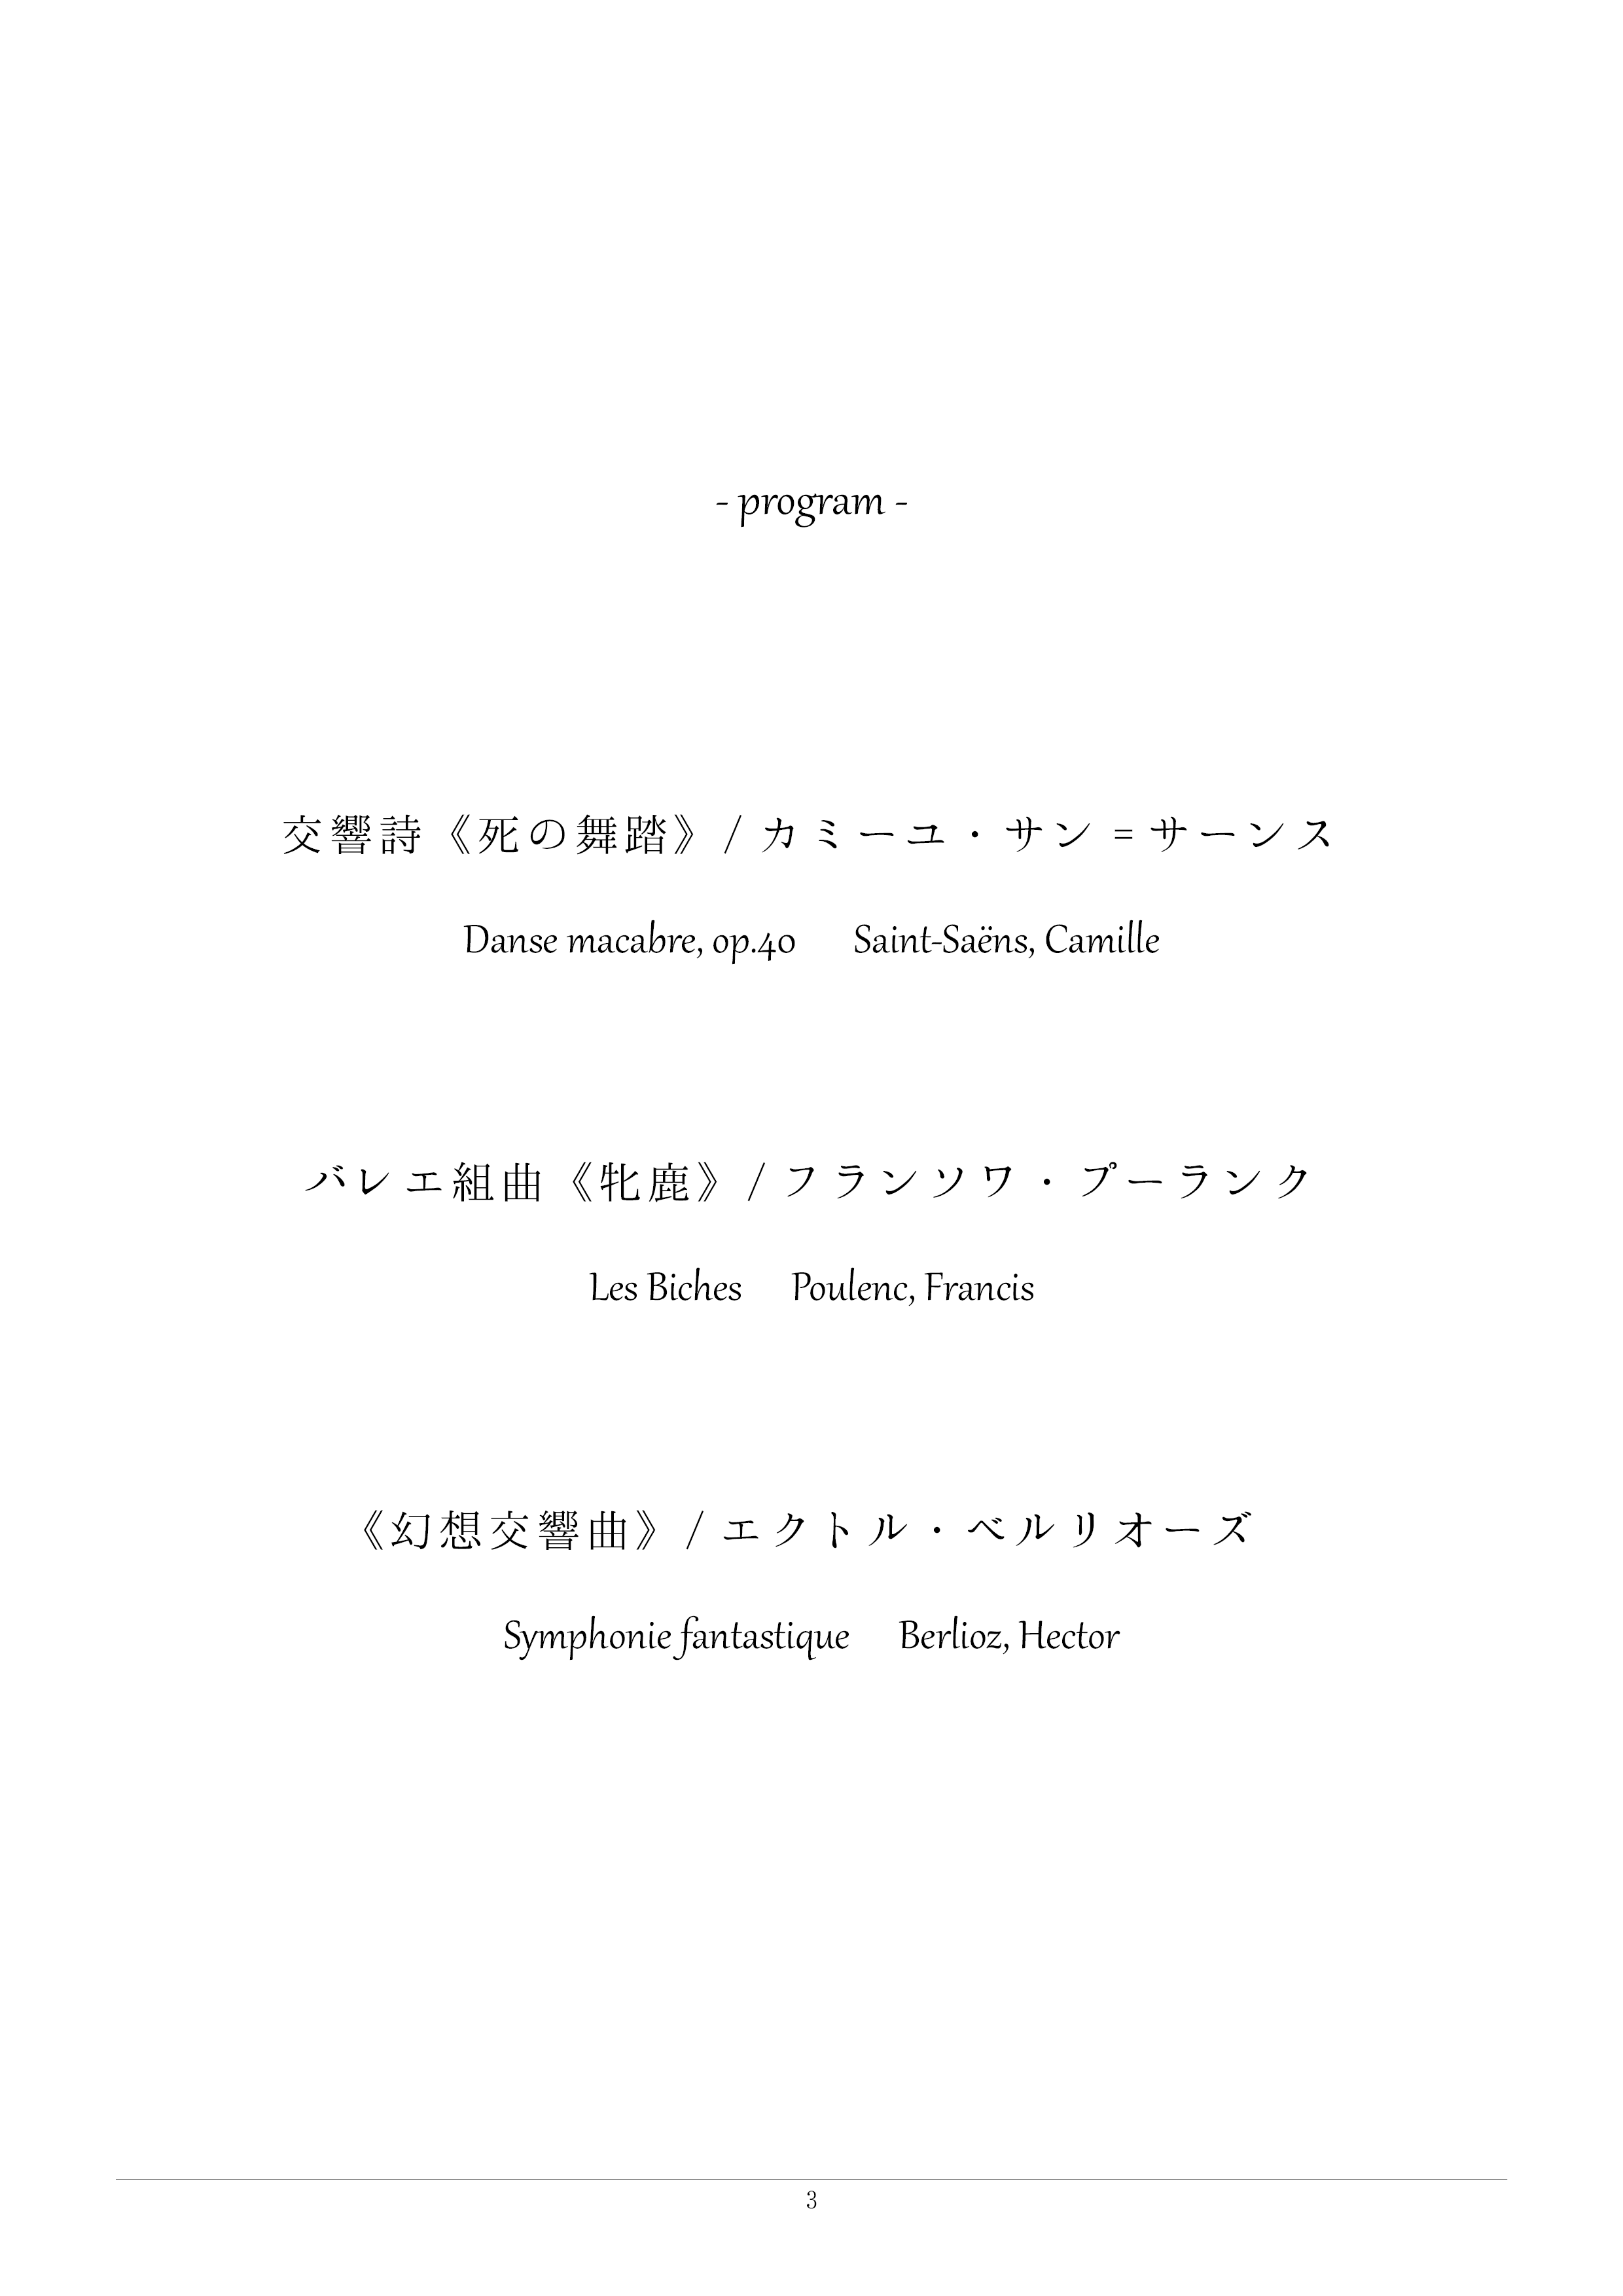 - program -
交響詩《死の舞踏》/ カミーユ・サン = サーンス
Danse macabre, op.40 Saint-Saëns, Camille
バレエ組曲《牝鹿》/ フランソワ・プーランク
Les Biches Poulenc, Francis
《幻想交響曲》/ エクトル・ベルリオーズ
Symphonie fantastique Berlioz, Hector
3